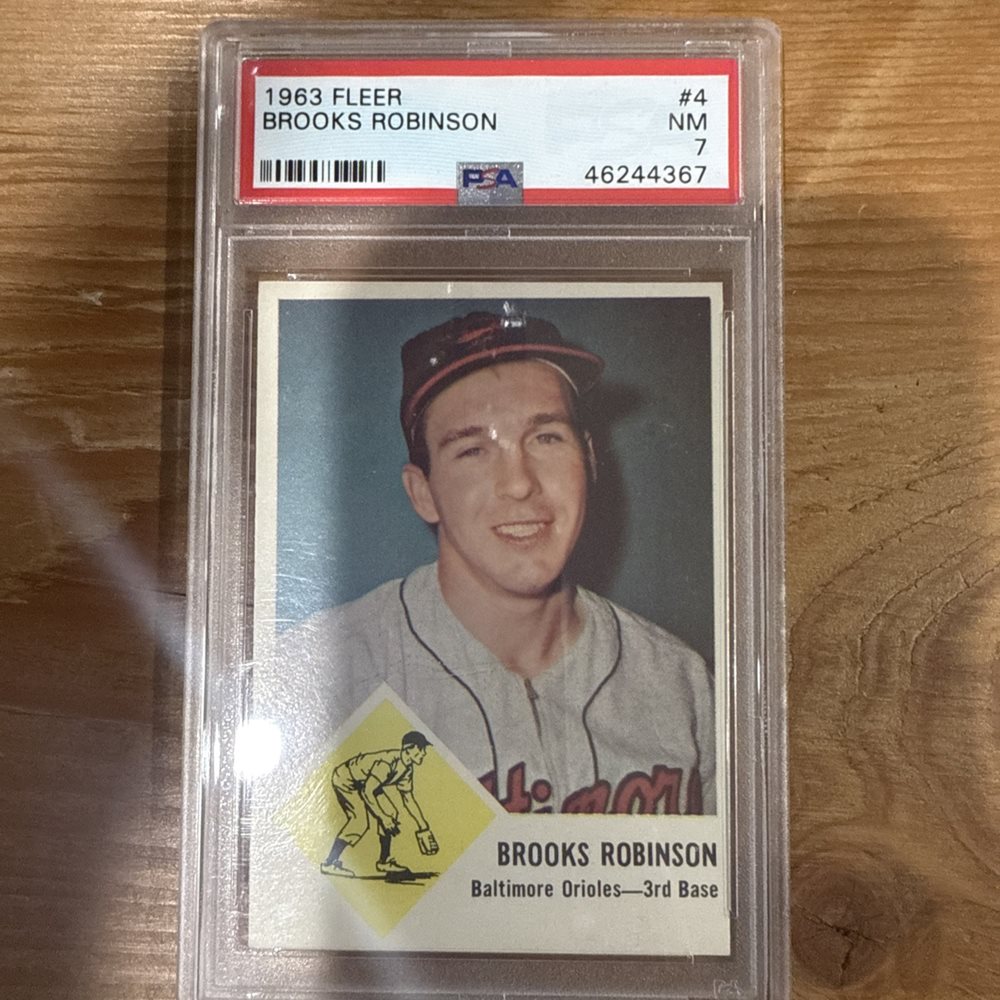 1963 FLEER #4
BROOKS ROBINSON NM
7
PSA 46244367
BROOKS ROBINSON
Baltimore Orioles—3rd Base